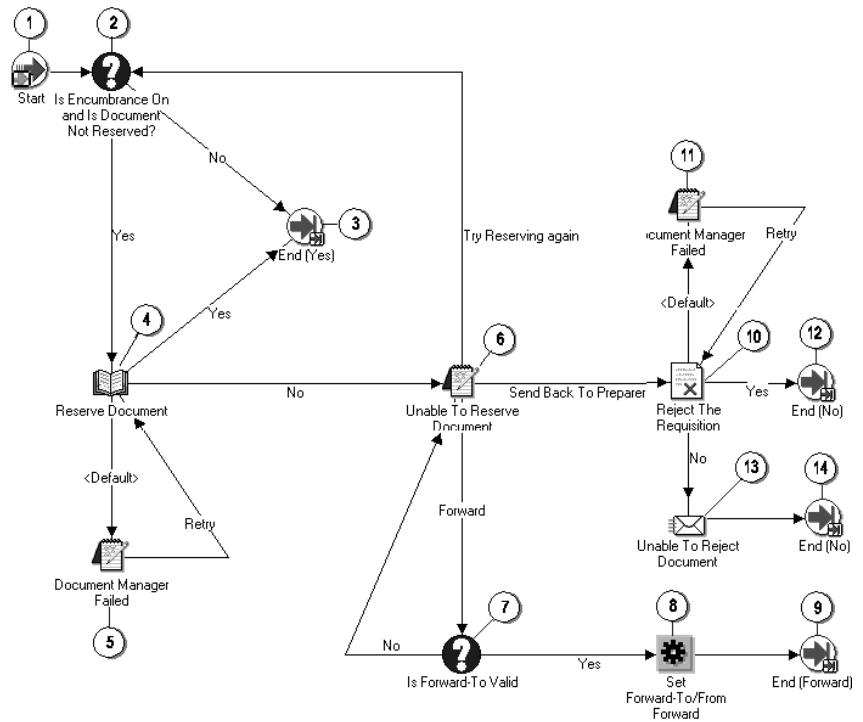 1
2
Start
Is Encumbrance On
and Is Document
Not Reserved?
No
Yes
3
End (Yes)
Yes
Try Reserving again
11
cument Manager
Failed
Retry
<Default>
4
Reserve Document
No
6
Unable To Reserve
Document
Send Back To Preparer
10
Reject The
Requisition
Yes
12
End (No)
<Default>
Retry
Document Manager
Failed
5
Forward
No
13
Unable To Reject
Document
14
End (No)
No
7
Is Forward-To Valid
Yes
8
Set
Forward-To/From
Forward
9
End (Forward)